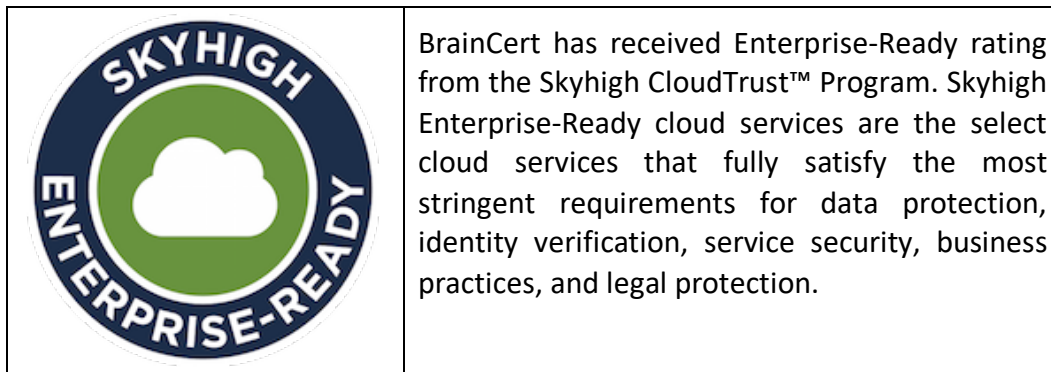 SKYHIGH
ENTERPRISE-READY
BrainCert has received Enterprise-Ready rating
from the Skyhigh CloudTrust™ Program. Skyhigh
Enterprise-Ready cloud services are the select
cloud services that fully satisfy the most
stringent requirements for data protection,
identity verification, service security, business
practices, and legal protection.